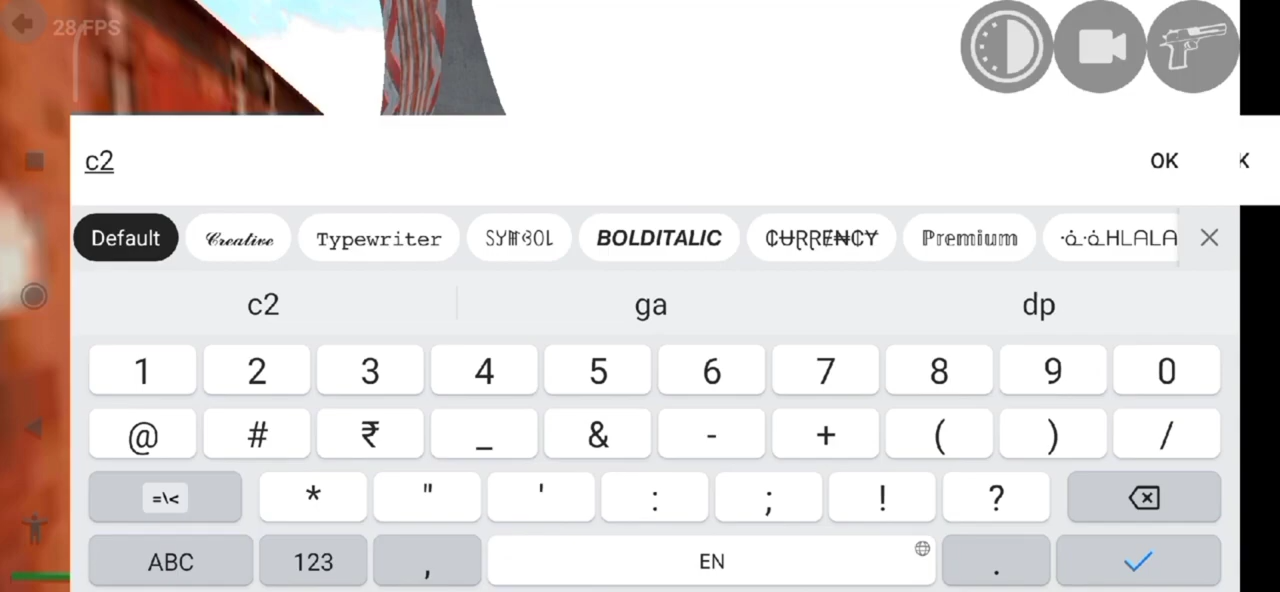 28 FPS
c2 OK K
Default Creative Typewriter SYMBOL BOLDITALIC CURRENCY Premium HLALA
c2 ga dp
1 2 3 4 5 6 7 8 9 0
@ # ₹ _ & - + ( ) /
=\< * " ' : ; ! ?
ABC 123 , EN .